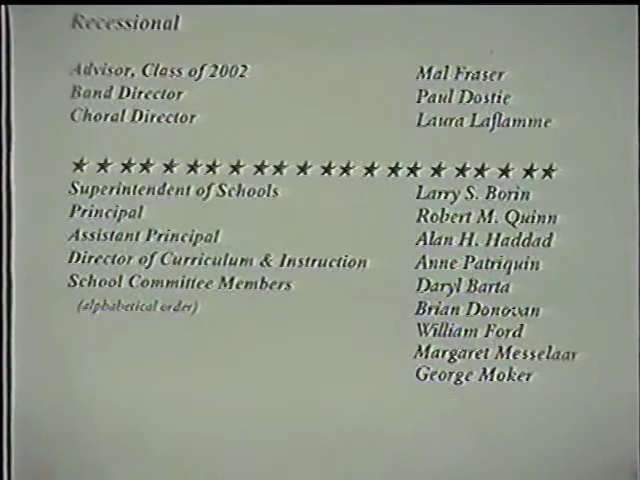 Recessional
Advisor, Class of 2002 Mal Fraser
Band Director Paul Dostie
Choral Director Laura Laflamme
Superintendent of Schools Larry S. Borin
Principal Robert M. Quinn
Assistant Principal Alan H. Haddad
Director of Curriculum & Instruction Anne Patriquin
School Committee Members Daryl Barta
(alphabetical order) Brian Donovan
William Ford
Margaret Messelaar
George Moker